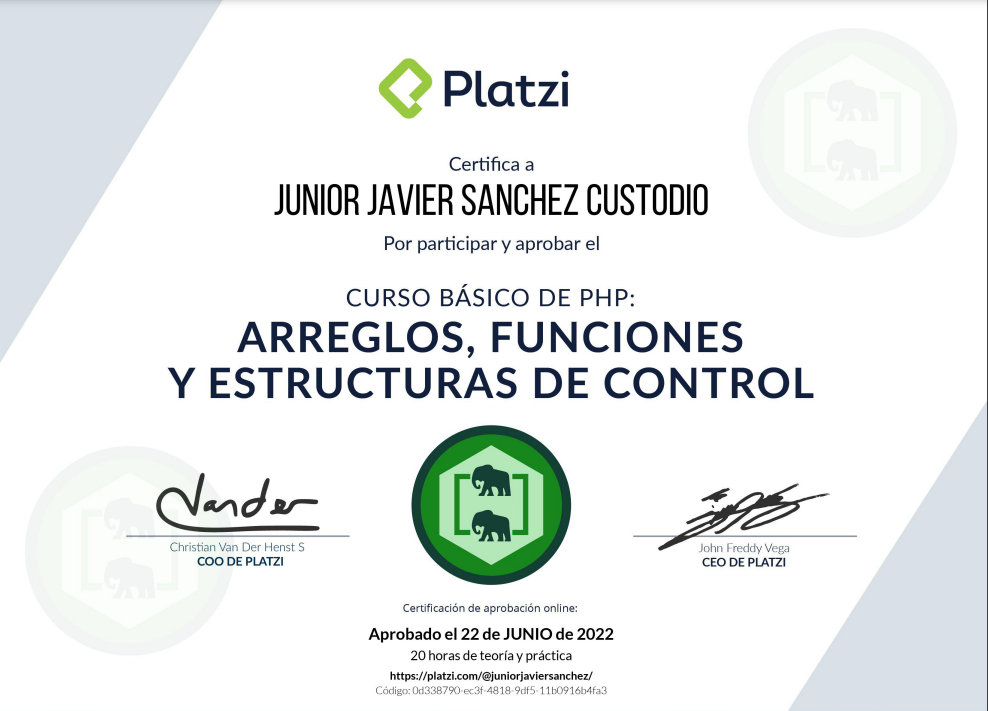 Platzi
Certifica a
JUNIOR JAVIER SANCHEZ CUSTODIO
Por participar y aprobar el
CURSO BÁSICO DE PHP:
ARREGLOS, FUNCIONES
Y ESTRUCTURAS DE CONTROL
Vander
Christian Van Der Henst S
COO DE PLATZI
John Freddy Vega
CEO DE PLATZI
Certificación de aprobación online:
Aprobado el 22 de JUNIO de 2022
20 horas de teoría y práctica
https://platzi.com/@juniorjaviersanchez/
Código: 0d338790-ec3f-4818-9df5-11b0916b4fa3